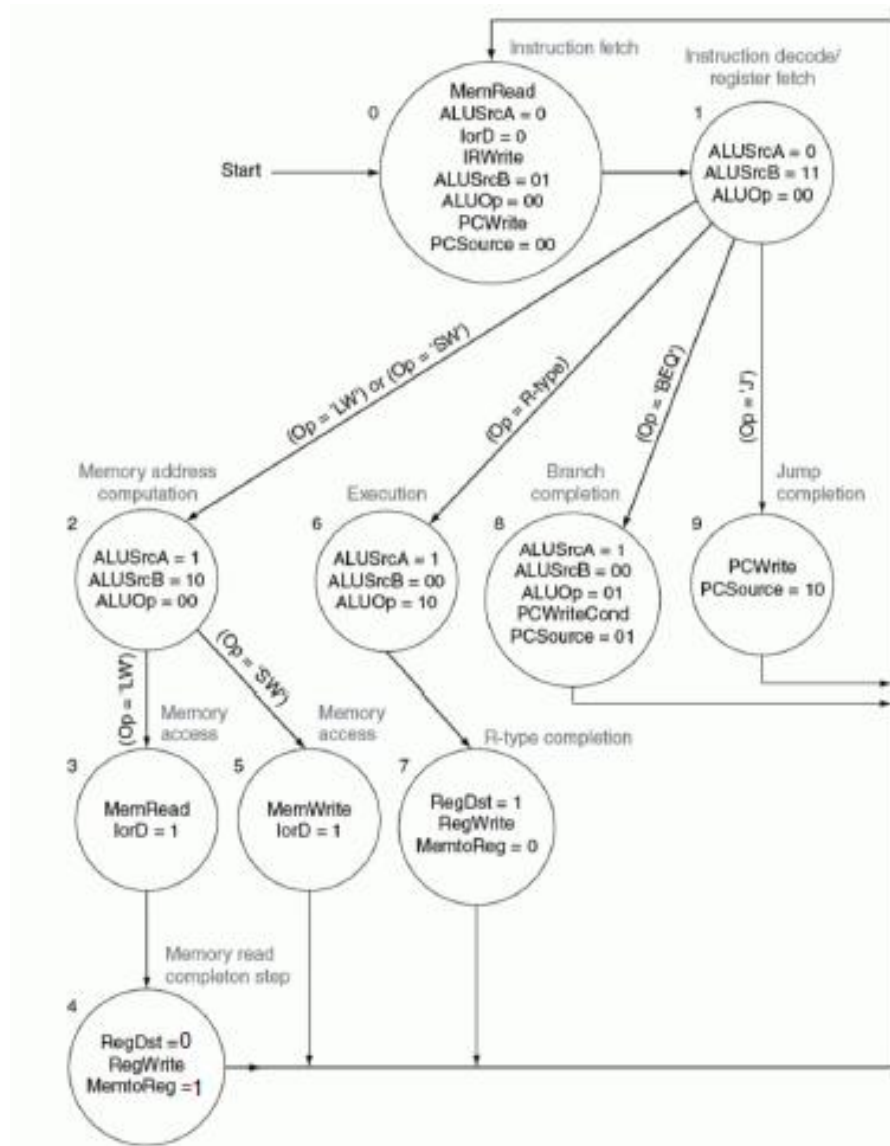 Instruction fetch
Instruction decode/
register fetch
0
MemRead
ALUSrcA = 0
IorD = 0
IRWrite
ALUSrcB = 01
ALUOp = 00
PCWrite
PCSource = 00
1
ALUSrcA = 0
ALUSrcB = 11
ALUOp = 00
Start
(Op = 'LW') or (Op = 'SW')
(Op = R-type)
(Op = 'BEQ')
(Op = 'J')
Memory address
computation
2
ALUSrcA = 1
ALUSrcB = 10
ALUOp = 00
Execution
6
ALUSrcA = 1
ALUSrcB = 00
ALUOp = 10
Branch
completion
8
ALUSrcA = 1
ALUSrcB = 00
ALUOp = 01
PCWriteCond
PCSource = 01
Jump
completion
9
PCWrite
PCSource = 10
(Op = 'LW')
(Op = 'SW')
Memory
access
3
MemRead
IorD = 1
Memory
access
5
MemWrite
IorD = 1
R-type completion
7
RegDst = 1
RegWrite
MemtoReg = 0
Memory read
completon step
4
RegDst =0
RegWrite
MemtoReg =1